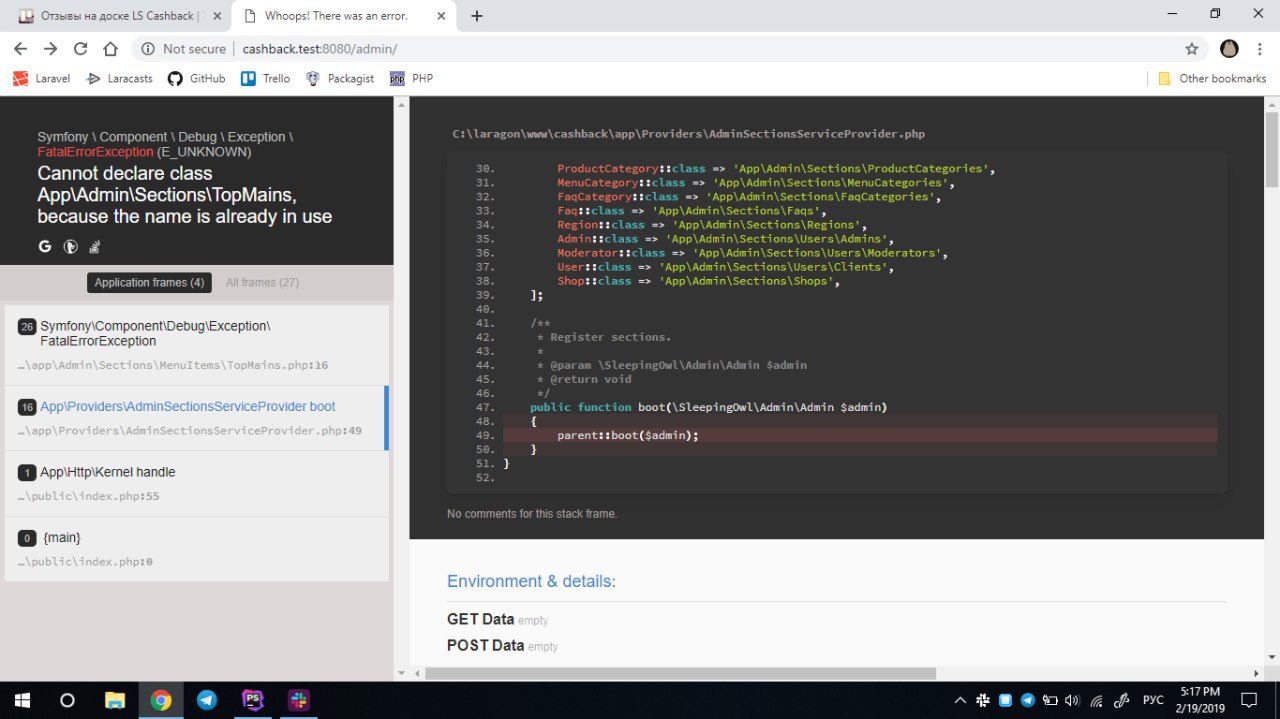 Отзывы на доске LS Cashback |
Whoops! There was an error.
Not secure | cashback.test:8080/admin/
Laravel Laracasts GitHub Trello Packagist PHP Other bookmarks
Symfony \ Component \ Debug \ Exception \
FatalErrorException (E_UNKNOWN)
Cannot declare class
App\Admin\Sections\TopMains,
because the name is already in use
Application frames (4) All frames (27)
26 Symfony\Component\Debug\Exception\
FatalErrorException
…\app\Admin\Sections\MenuItems\TopMains.php:16
16 App\Providers\AdminSectionsServiceProvider boot
…\app\Providers\AdminSectionsServiceProvider.php:49
1 App\Http\Kernel handle
…\public\index.php:55
0 {main}
…\public\index.php:0
C:\laragon\www\cashback\app\Providers\AdminSectionsServiceProvider.php
30. ProductCategory::class => 'App\Admin\Sections\ProductCategories',
31. MenuCategory::class => 'App\Admin\Sections\MenuCategories',
32. FaqCategory::class => 'App\Admin\Sections\FaqCategories',
33. Faq::class => 'App\Admin\Sections\Faqs',
34. Region::class => 'App\Admin\Sections\Regions',
35. Admin::class => 'App\Admin\Sections\Users\Admins',
36. Moderator::class => 'App\Admin\Sections\Users\Moderators',
37. User::class => 'App\Admin\Sections\Users\Clients',
38. Shop::class => 'App\Admin\Sections\Shops',
39. ];
40.
41. /**
42. * Register sections.
43. *
44. * @param \SleepingOwl\Admin\Admin $admin
45. * @return void
46. */
47. public function boot(\SleepingOwl\Admin\Admin $admin)
48. {
49. parent::boot($admin);
50. }
51. }
52.
No comments for this stack frame.
Environment & details:
GET Data empty
POST Data empty
РУС
5:17 PM
2/19/2019